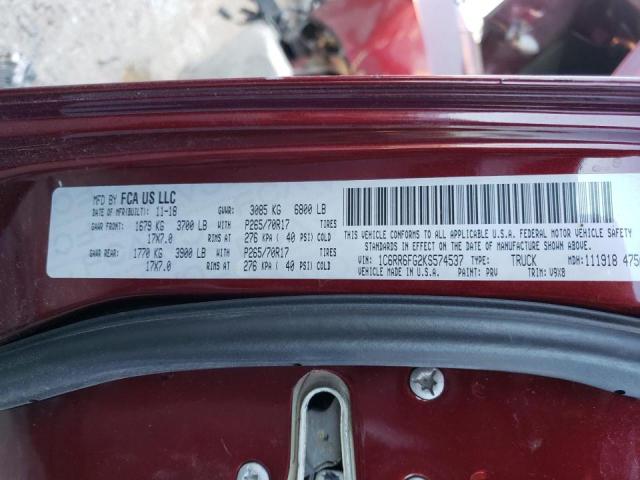 MFD BY FCA US LLC
DATE OF MFR(BUILT): 11-18 GVWR: 3085 KG 6800 LB
GAWR FRONT: 1679 KG 3700 LB WITH P265/70R17 TIRES
17X7.0 RIMS AT 276 KPA ( 40 PSI) COLD
GAWR REAR: 1770 KG 3900 LB WITH P265/70R17 TIRES
17X7.0 RIMS AT 276 KPA ( 40 PSI) COLD
THIS VEHICLE CONFORMS TO ALL APPLICABLE U.S.A. FEDERAL MOTOR VEHICLE SAFETY
STANDARDS IN EFFECT ON THE DATE OF MANUFACTURE SHOWN ABOVE.
VIN: 1C6RR6FG2KS574537 TYPE: TRUCK MDH: 111918 475
VEHICLE MADE IN U.S.A. PAINT: PRV TRIM: V9X8